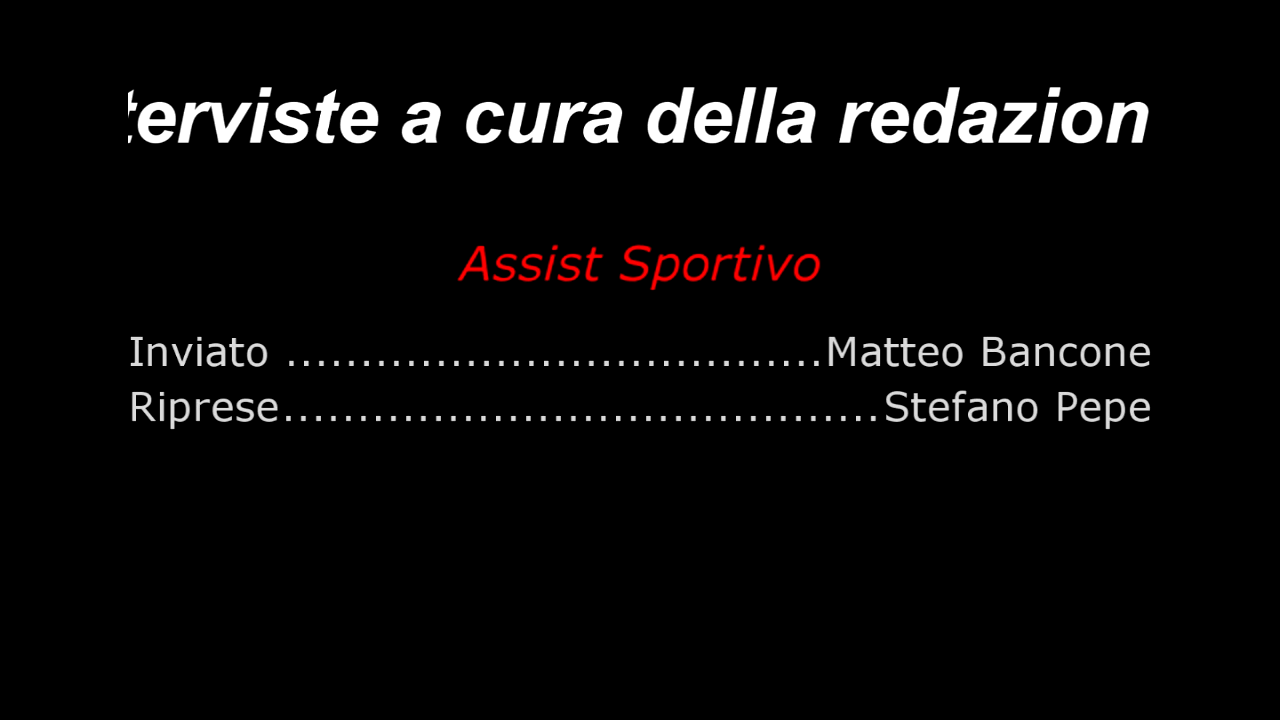 terviste a cura della redazion
Assist Sportivo
Inviato ....................................Matteo Bancone
Riprese........................................Stefano Pepe